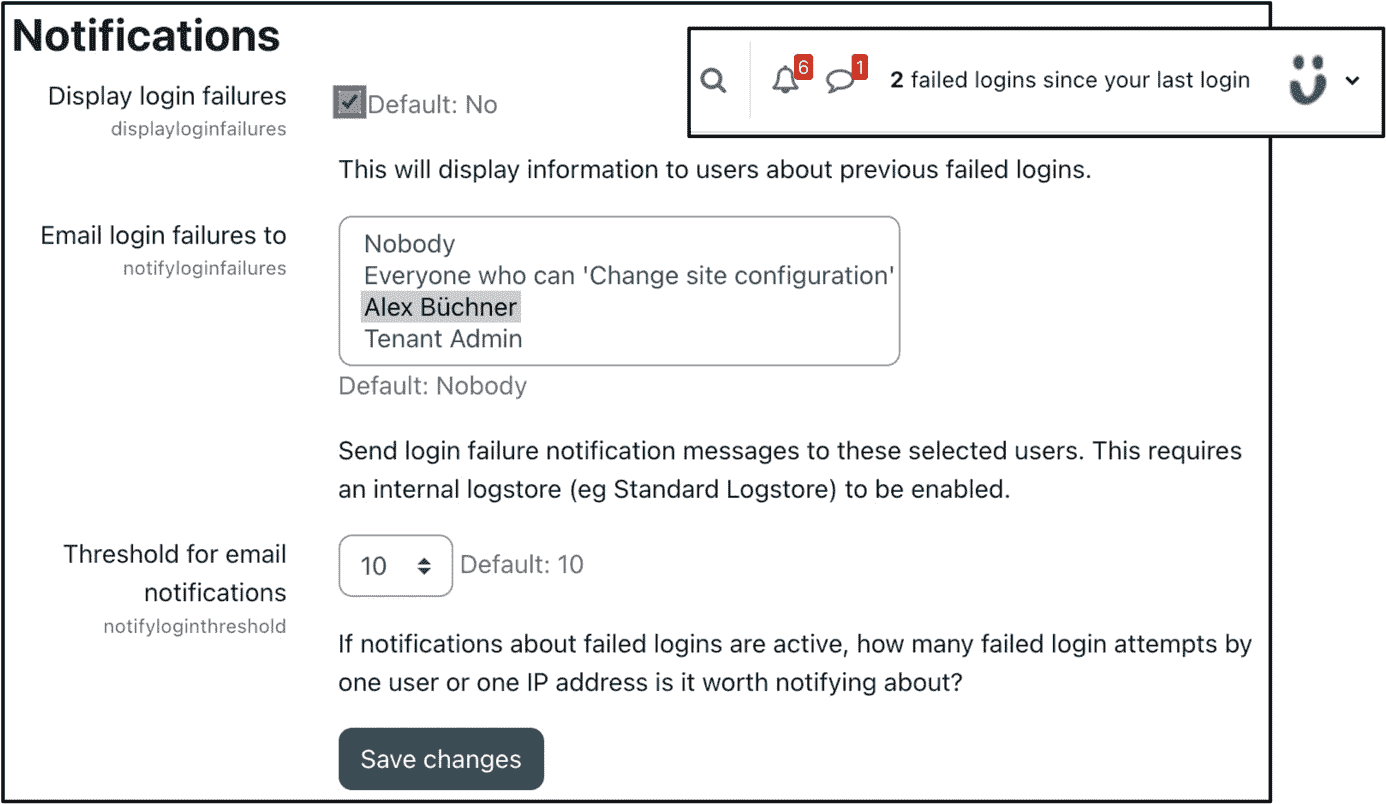 Notifications
6
1
2 failed logins since your last login
Display login failures
displayloginfailures
Default: No
This will display information to users about previous failed logins.
Email login failures to
notifyloginfailures
Nobody
Everyone who can 'Change site configuration'
Alex Büchner
Tenant Admin
Default: Nobody
Send login failure notification messages to these selected users. This requires
an internal logstore (eg Standard Logstore) to be enabled.
Threshold for email
notifications
notifyloginthreshold
10
Default: 10
If notifications about failed logins are active, how many failed login attempts by
one user or one IP address is it worth notifying about?
Save changes